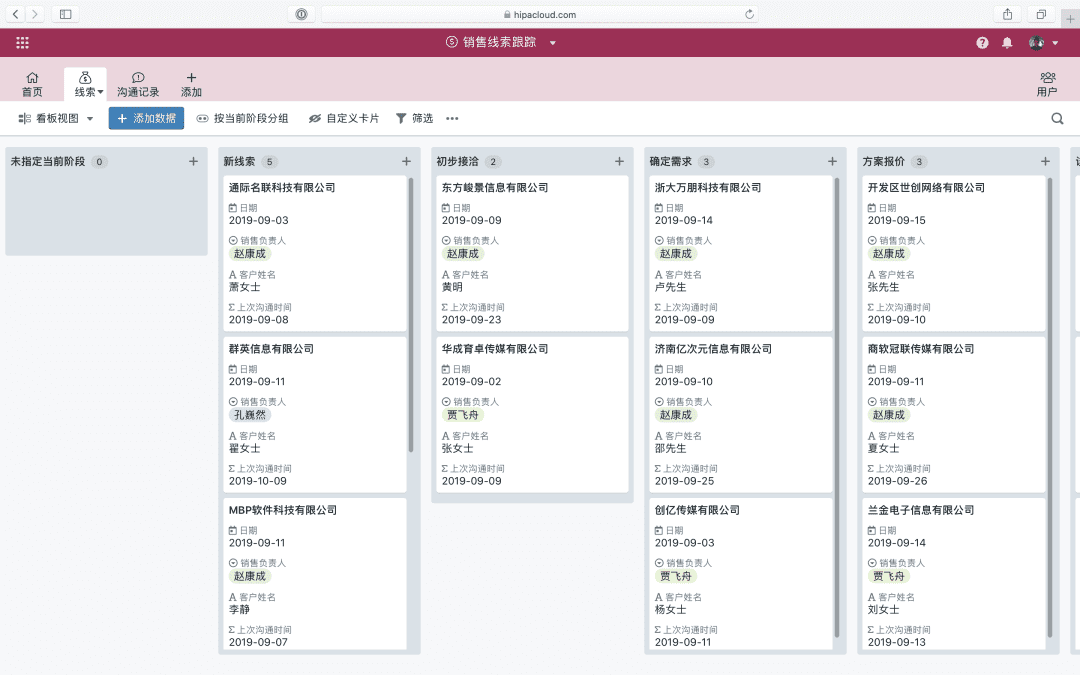 hipacloud.com
销售线索跟踪
首页
线索
沟通记录
添加
用户
看板视图
添加数据
按当前阶段分组
自定义卡片
筛选
未指定当前阶段 0
新线索 5
通际名联科技有限公司
日期
2019-09-03
销售负责人
赵康成
客户姓名
萧女士
上次沟通时间
2019-09-08
群英信息有限公司
日期
2019-09-11
销售负责人
孔巍然
客户姓名
翟女士
上次沟通时间
2019-10-09
MBP软件科技有限公司
日期
2019-09-11
销售负责人
赵康成
客户姓名
李静
上次沟通时间
2019-09-07
初步接洽 2
东方峻景信息有限公司
日期
2019-09-09
销售负责人
赵康成
客户姓名
黄明
上次沟通时间
2019-09-23
华成育卓传媒有限公司
日期
2019-09-02
销售负责人
贾飞舟
客户姓名
张女士
上次沟通时间
2019-09-09
确定需求 3
浙大万朋科技有限公司
日期
2019-09-14
销售负责人
赵康成
客户姓名
卢先生
上次沟通时间
2019-09-09
济南亿次元信息有限公司
日期
2019-09-10
销售负责人
赵康成
客户姓名
邵先生
上次沟通时间
2019-09-25
创亿传媒有限公司
日期
2019-09-03
销售负责人
贾飞舟
客户姓名
杨女士
上次沟通时间
2019-09-11
方案报价 3
开发区世创网络有限公司
日期
2019-09-15
销售负责人
赵康成
客户姓名
张先生
上次沟通时间
2019-09-10
商软冠联传媒有限公司
日期
2019-09-11
销售负责人
赵康成
客户姓名
夏女士
上次沟通时间
2019-09-26
兰金电子信息有限公司
日期
2019-09-14
销售负责人
贾飞舟
客户姓名
刘女士
上次沟通时间
2019-09-13